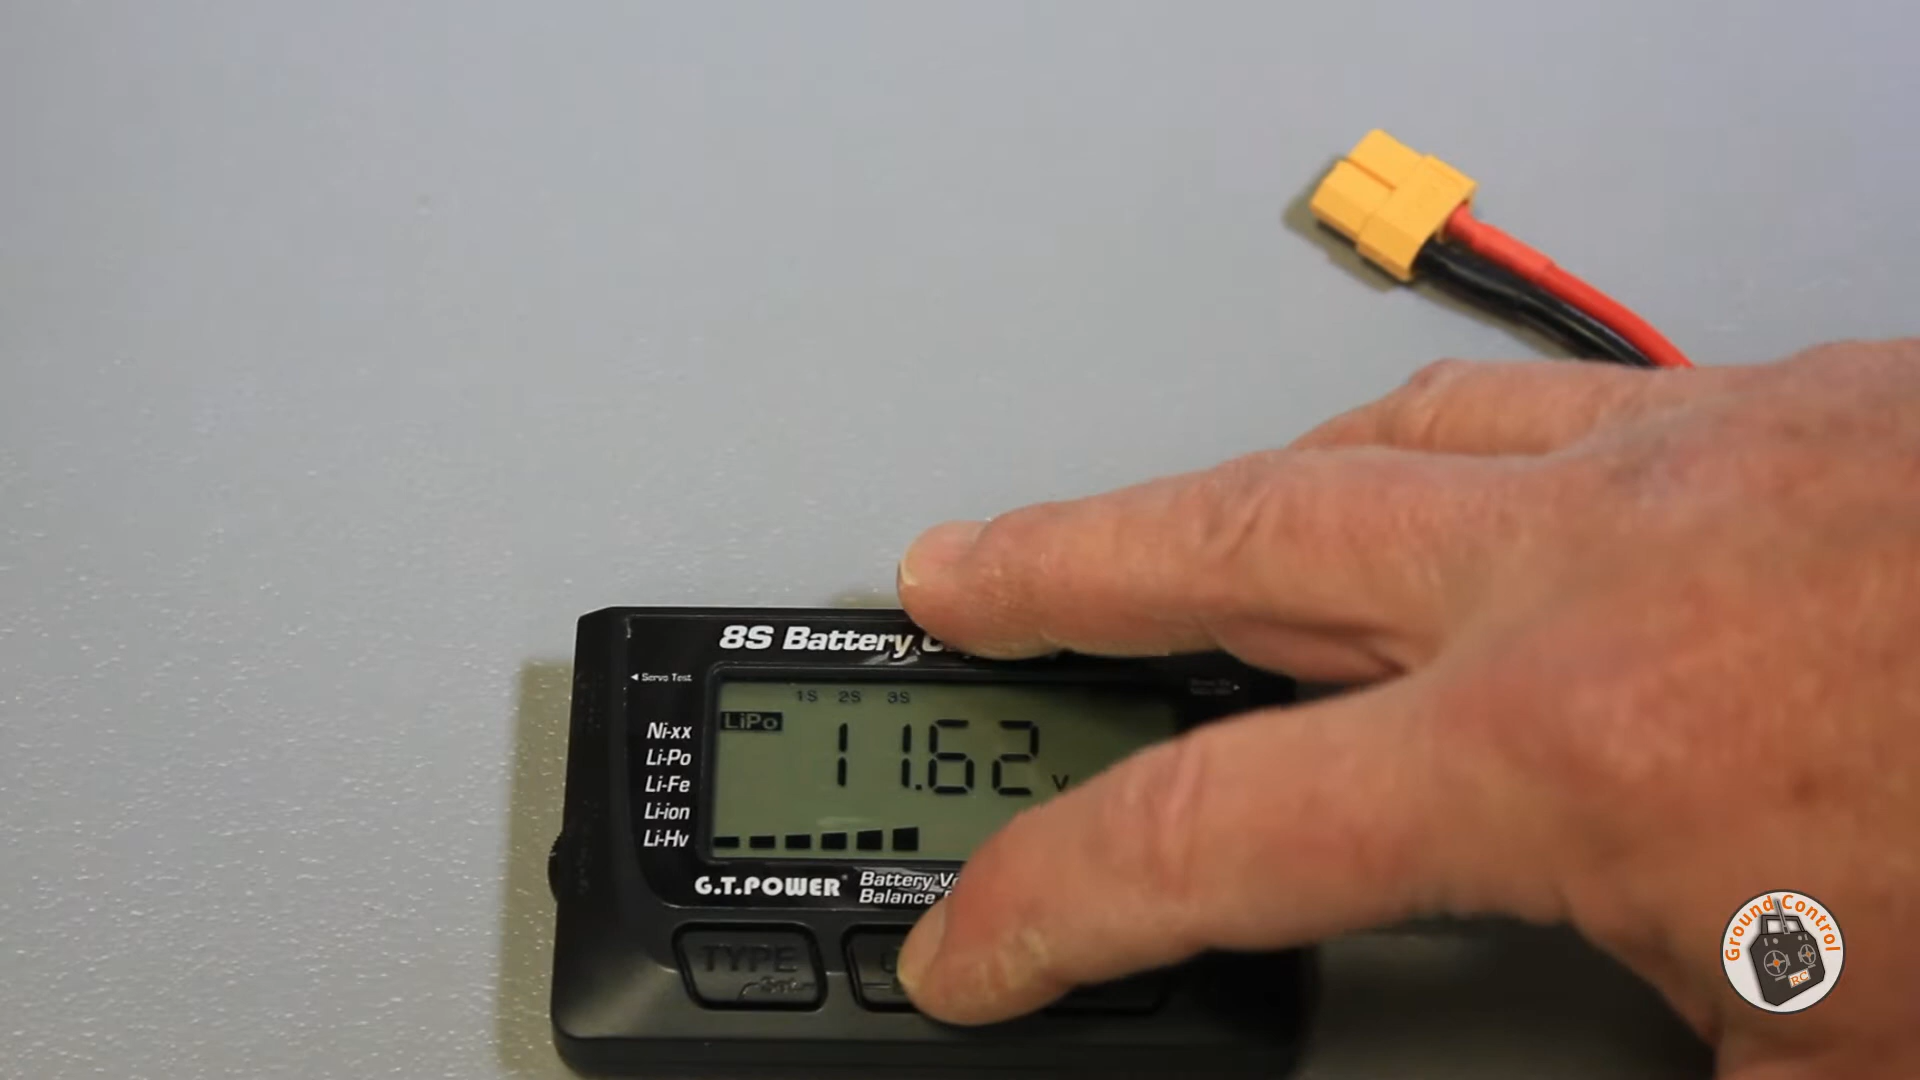 8S Battery
◄ Servo Test
1S 2S 3S
LiPo
11.62 V
Ni-xx
Li-Po
Li-Fe
Li-ion
Li-Hv
G.T.POWER
Battery
Balance
TYPE
Ground Control
RC